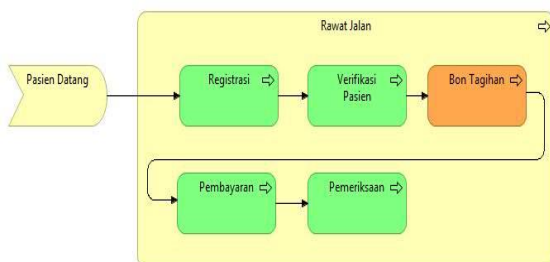 Rawat Jalan
Pasien Datang
Registrasi
Verifikasi
Pasien
Bon Tagihan
Pembayaran
Pemeriksaan